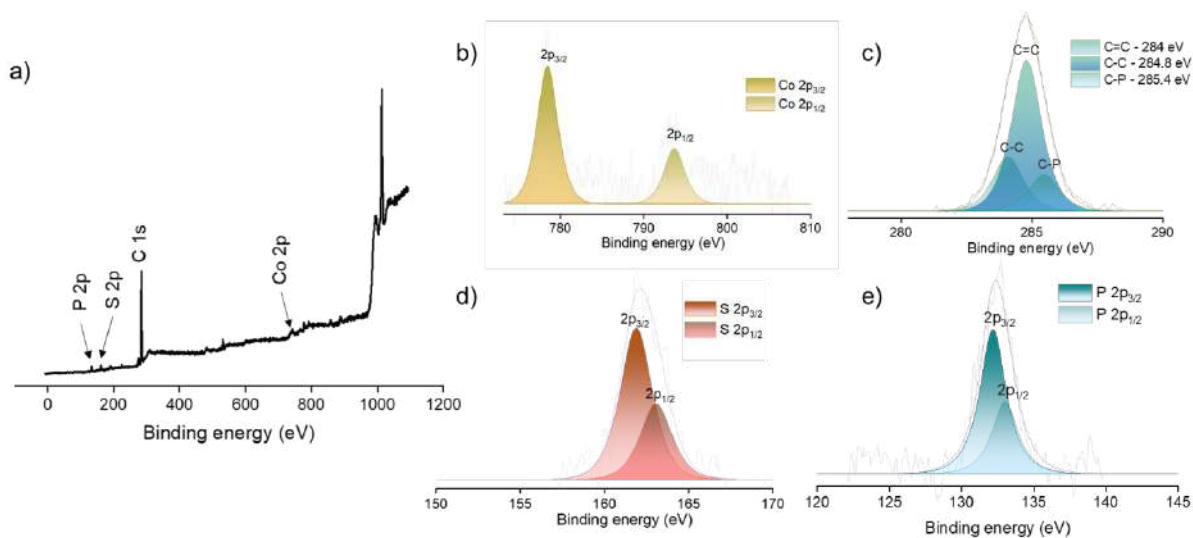 a)
P 2p
S 2p
C 1s
Co 2p
0 200 400 600 800 1000 1200
Binding energy (eV)
b)
2p3/2
2p1/2
Co 2p3/2
Co 2p1/2
780 790 800 810
Binding energy (eV)
c)
C=C
C-C
C-P
C=C - 284 eV
C-C - 284.8 eV
C-P - 285.4 eV
280 285 290
Binding energy (eV)
d)
2p3/2
2p1/2
S 2p3/2
S 2p1/2
150 155 160 165 170
Binding energy (eV)
e)
2p3/2
2p1/2
P 2p3/2
P 2p1/2
120 125 130 135 140 145
Binding energy (eV)